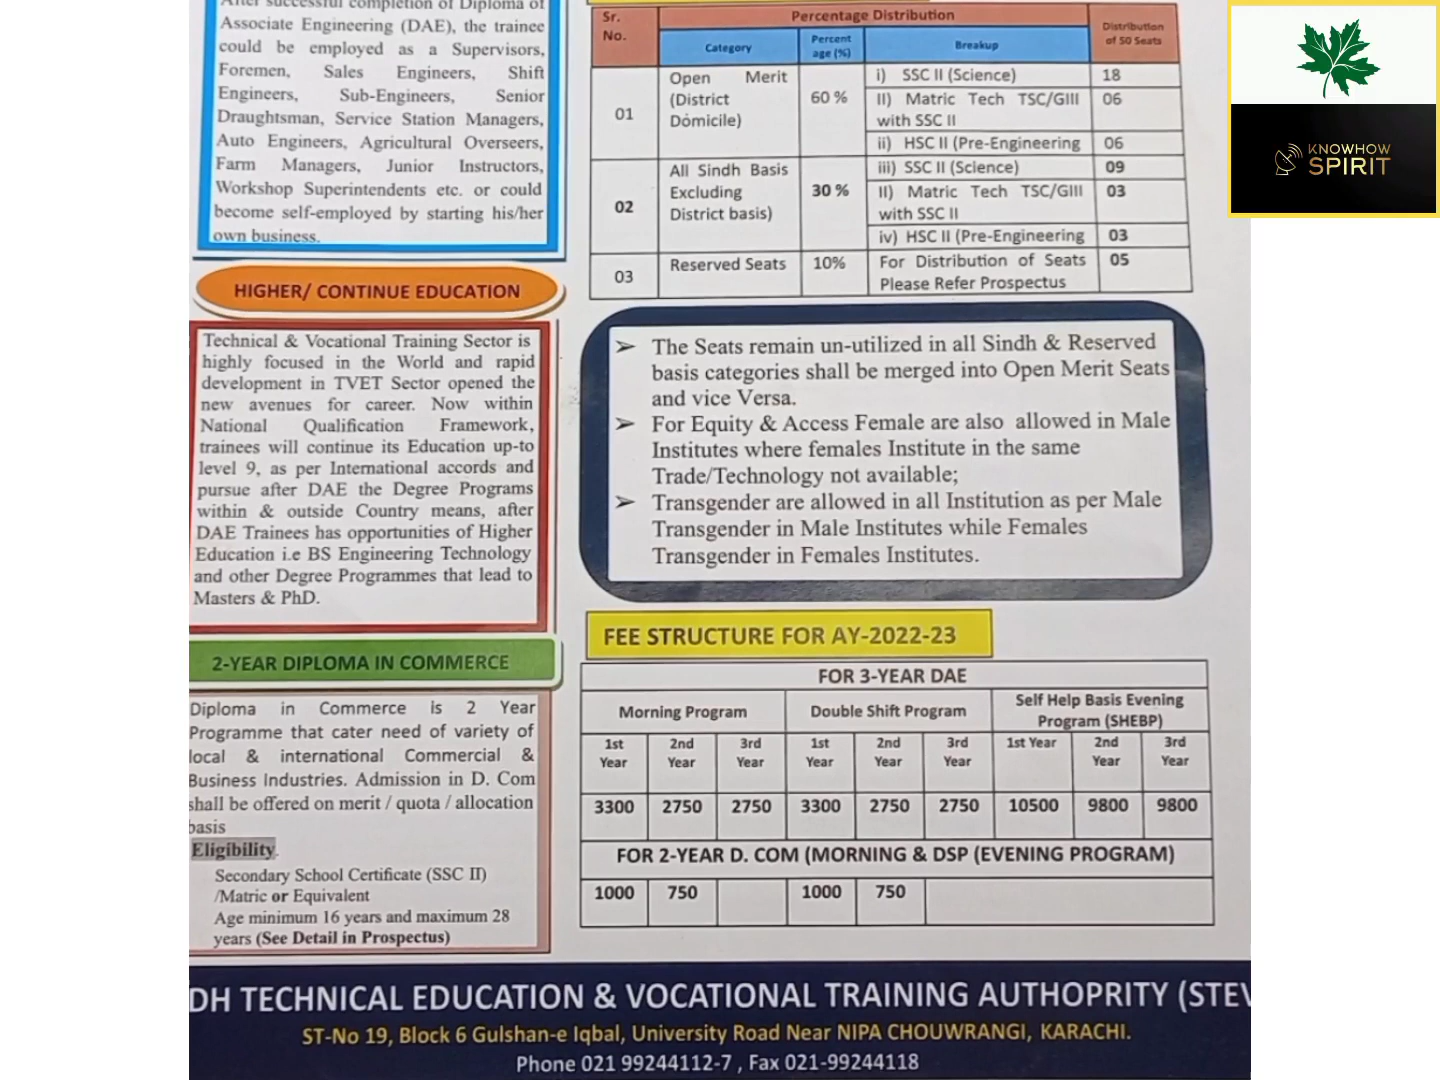 After successful completion of Diploma of
Associate Engineering (DAE), the trainee
could be employed as a Supervisors,
Foremen, Sales Engineers, Shift
Engineers, Sub-Engineers, Senior
Draughtsman, Service Station Managers,
Auto Engineers, Agricultural Overseers,
Farm Managers, Junior Instructors,
Workshop Superintendents etc. or could
become self-employed by starting his/her
own business.
HIGHER/ CONTINUE EDUCATION
Technical & Vocational Training Sector is
highly focused in the World and rapid
development in TVET Sector opened the
new avenues for career. Now within
National Qualification Framework,
trainees will continue its Education up-to
level 9, as per International accords and
pursue after DAE the Degree Programs
within & outside Country means, after
DAE Trainees has opportunities of Higher
Education i.e BS Engineering Technology
and other Degree Programmes that lead to
Masters & PhD.
2-YEAR DIPLOMA IN COMMERCE
Diploma in Commerce is 2 Year
Programme that cater need of variety of
local & international Commercial &
Business Industries. Admission in D. Com
shall be offered on merit / quota / allocation
basis
Eligibility
Secondary School Certificate (SSC II)
/Matric or Equivalent
Age minimum 16 years and maximum 28
years (See Detail in Prospectus)
Sr. No. Percentage Distribution Distribution of 50 Seats
Category Percent age (%) Breakup
01 Open Merit (District Domicile) 60 % i) SSC II (Science) 18
II) Matric Tech TSC/GIII with SSC II 06
ii) HSC II (Pre-Engineering 06
02 All Sindh Basis Excluding District basis) 30 % iii) SSC II (Science) 09
II) Matric Tech TSC/GIII with SSC II 03
iv) HSC II (Pre-Engineering 03
03 Reserved Seats 10% For Distribution of Seats Please Refer Prospectus 05
➢ The Seats remain un-utilized in all Sindh & Reserved
basis categories shall be merged into Open Merit Seats
and vice Versa.
➢ For Equity & Access Female are also allowed in Male
Institutes where females Institute in the same
Trade/Technology not available;
➢ Transgender are allowed in all Institution as per Male
Transgender in Male Institutes while Females
Transgender in Females Institutes.
FEE STRUCTURE FOR AY-2022-23
FOR 3-YEAR DAE
Morning Program Double Shift Program Self Help Basis Evening Program (SHEBP)
1st Year 2nd Year 3rd Year 1st Year 2nd Year 3rd Year 1st Year 2nd Year 3rd Year
3300 2750 2750 3300 2750 2750 10500 9800 9800
FOR 2-YEAR D. COM (MORNING & DSP (EVENING PROGRAM)
1000 750 1000 750
DH TECHNICAL EDUCATION & VOCATIONAL TRAINING AUTHOPRITY (STEV
ST-No 19, Block 6 Gulshan-e Iqbal, University Road Near NIPA CHOUWRANGI, KARACHI.
Phone 021 99244112-7 , Fax 021-99244118
KNOWHOW
SPIRIT